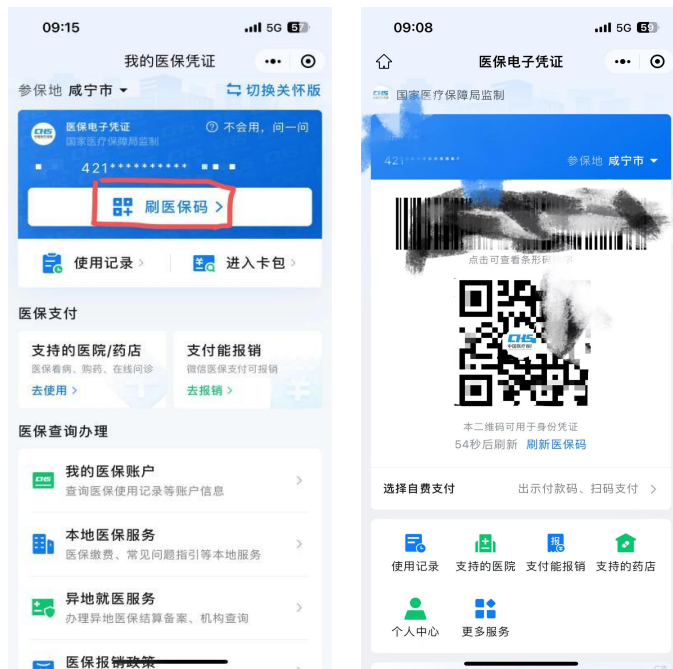 09:15
5G 57
我的医保凭证
参保地 咸宁市
切换关怀版
CHS
医保电子凭证
国家医疗保障局监制
不会用，问一问
421**********
刷医保码 >
使用记录 >
进入卡包 >
医保支付
支持的医院/药店
医保看病、购药、在线问诊
去使用 >
支付能报销
微信医保支付可报销
去报销 >
医保查询办理
CHS
我的医保账户
查询医保使用记录等账户信息
本地医保服务
医保缴费、常见问题指引等本地服务
异地就医服务
办理异地医保结算备案、机构查询
医保报销政策
09:08
5G 59
医保电子凭证
CHS
国家医疗保障局监制
421
参保地 咸宁市
点击可查看条形码
CHS
中国医疗保
本二维码可用于身份凭证
54秒后刷新 刷新医保码
选择自费支付
出示付款码、扫码支付 >
使用记录
支持的医院
报
支付能报销
支持的药店
个人中心
更多服务